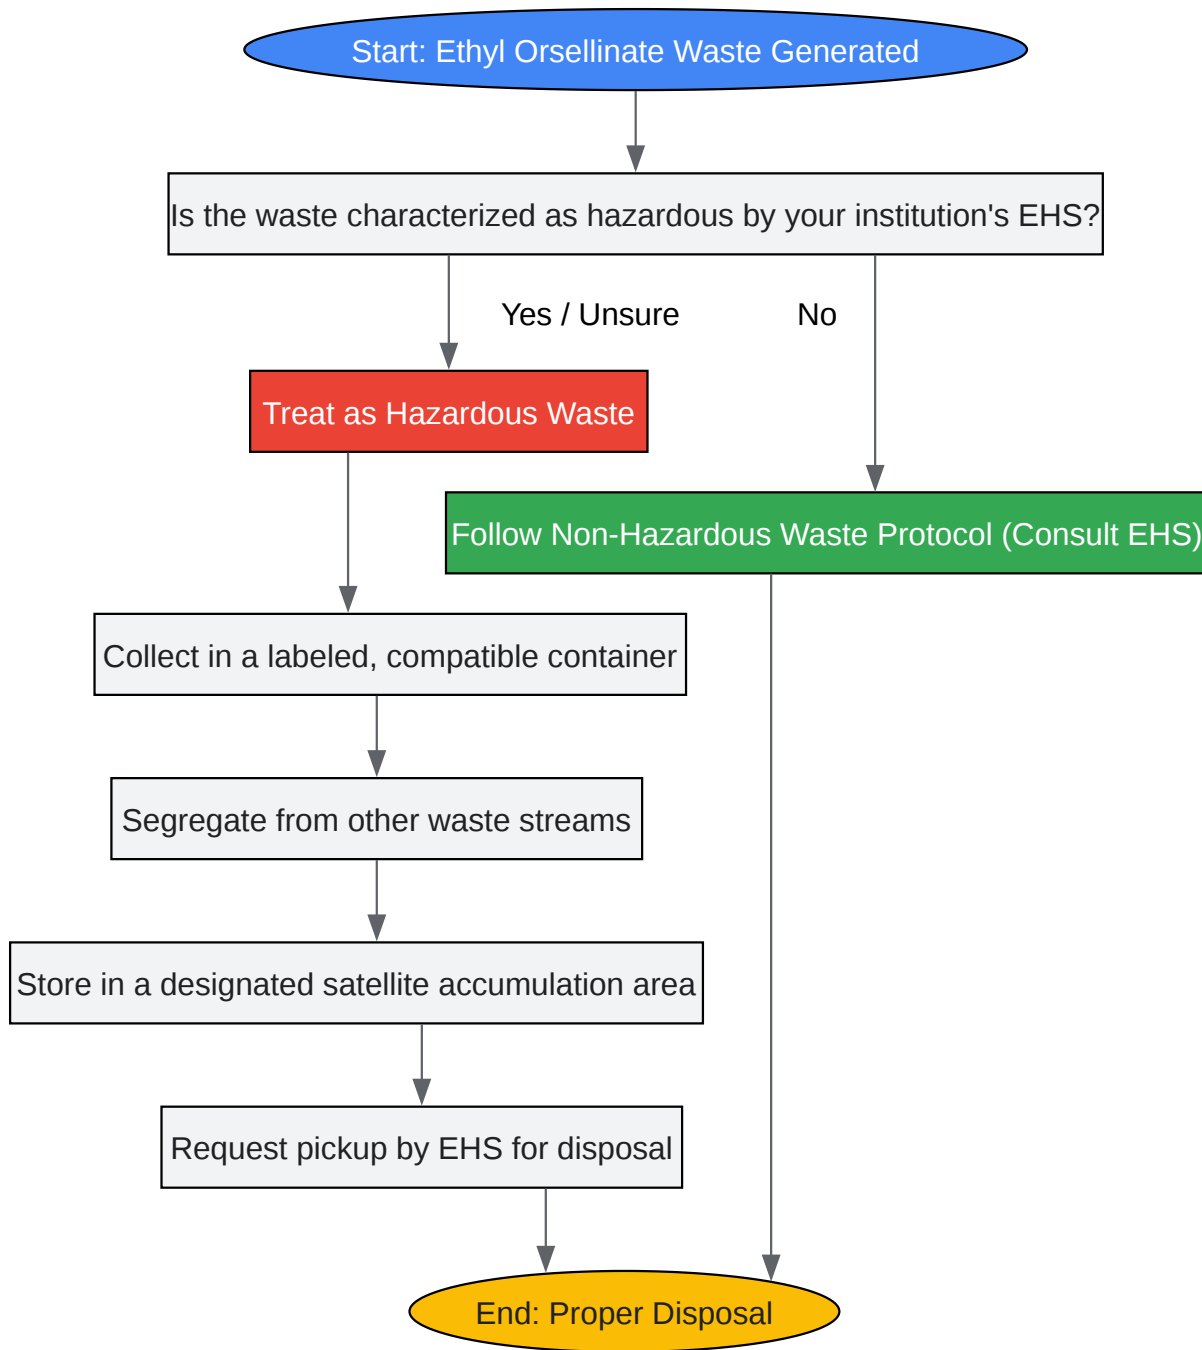 Start: Ethyl Orsellinate Waste Generated
Is the waste characterized as hazardous by your institution's EHS?
Yes / Unsure
No
Treat as Hazardous Waste
Follow Non-Hazardous Waste Protocol (Consult EHS)
Collect in a labeled, compatible container
Segregate from other waste streams
Store in a designated satellite accumulation area
Request pickup by EHS for disposal
End: Proper Disposal